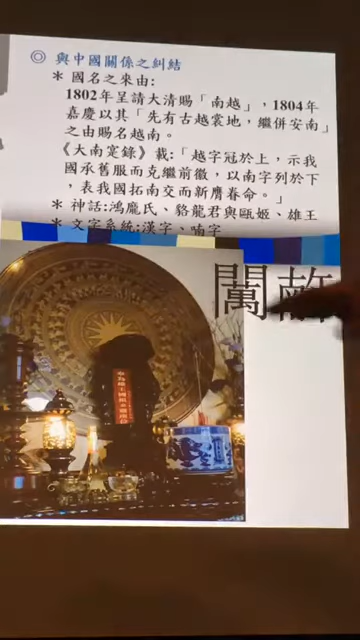 ◎ 與中國關係之糾結
* 國名之來由:
1802年呈請大清賜「南越」, 1804年
嘉慶以其「先有古越裳地,繼併安南」
之由賜名越南。
《大南寔錄》載:「越字冠於上,示我
國承舊服而克繼前徽,以南字列於下
,表我國拓南交而新膺眷命。」
* 神話:鴻龐氏、駱龍君與甌姬、雄王
* 文字系統:漢字、喃字